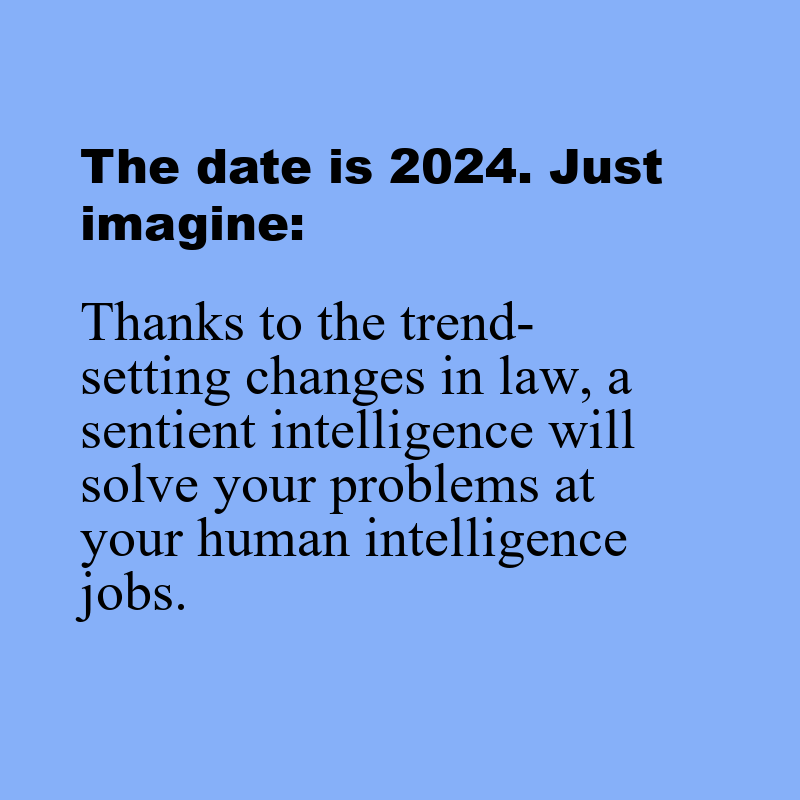 The date is 2024. Just
imagine:
Thanks to the trend-
setting changes in law, a
sentient intelligence will
solve your problems at
your human intelligence
jobs.